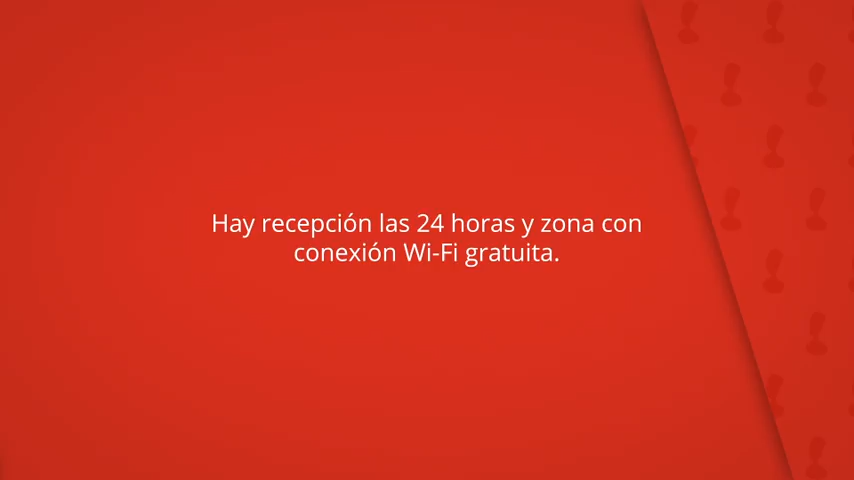 Hay recepción las 24 horas y zona con
conexión Wi-Fi gratuita.